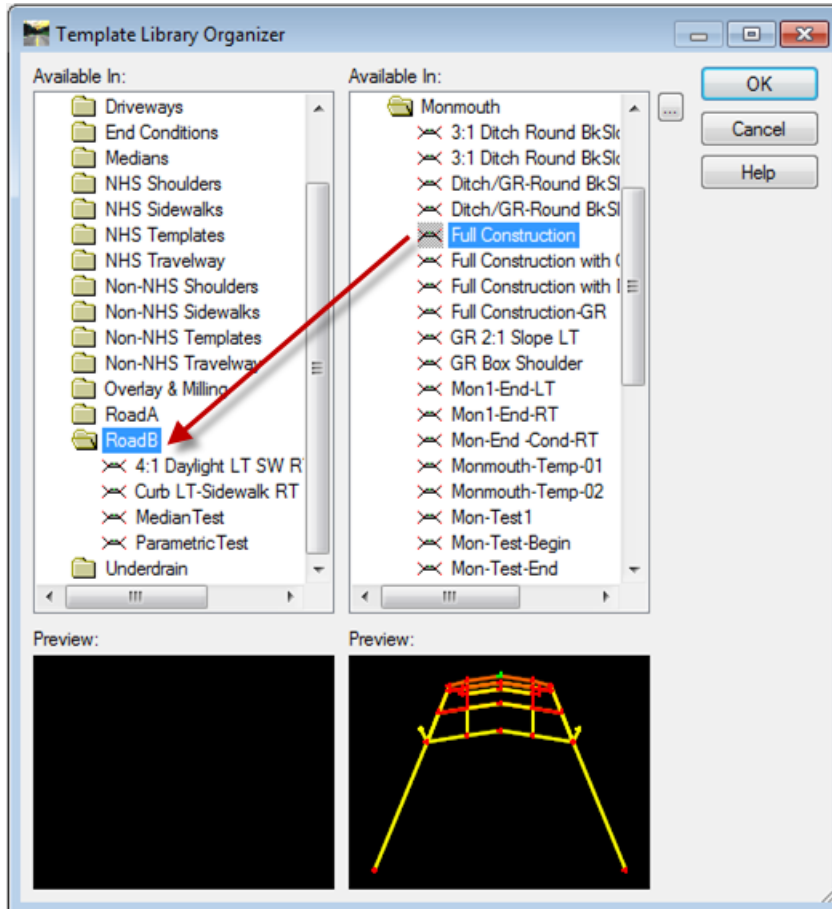 Template Library Organizer
Available In:
Driveways
End Conditions
Medians
NHS Shoulders
NHS Sidewalks
NHS Templates
NHS Travelway
Non-NHS Shoulders
Non-NHS Sidewalks
Non-NHS Templates
Non-NHS Travelway
Overlay & Milling
RoadA
RoadB
4:1 Daylight LT SW R
Curb LT-Sidewalk RT
MedianTest
ParametricTest
Underdrain
Available In:
Monmouth
3:1 Ditch Round BkSlo
3:1 Ditch Round BkSlo
Ditch/GR-Round BkSl
Ditch/GR-Round BkSl
Full Construction
Full Construction with
Full Construction with
Full Construction-GR
GR 2:1 Slope LT
GR Box Shoulder
Mon1-End-LT
Mon1-End-RT
Mon-End -Cond-RT
Monmouth-Temp-01
Monmouth-Temp-02
Mon-Test1
Mon-Test-Begin
Mon-Test-End
...
OK
Cancel
Help
Preview:
Preview: